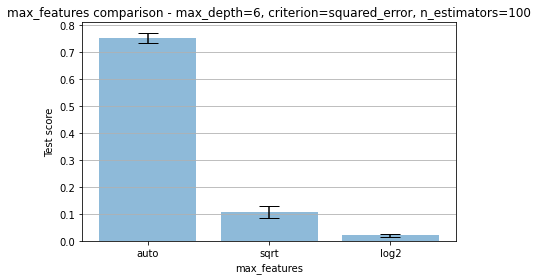 max_features comparison - max_depth=6, criterion=squared_error, n_estimators=100
0.8
0.7
0.6
0.5
0.4
0.3
0.2
0.1
0.0
Test score
auto sqrt log2
max_features